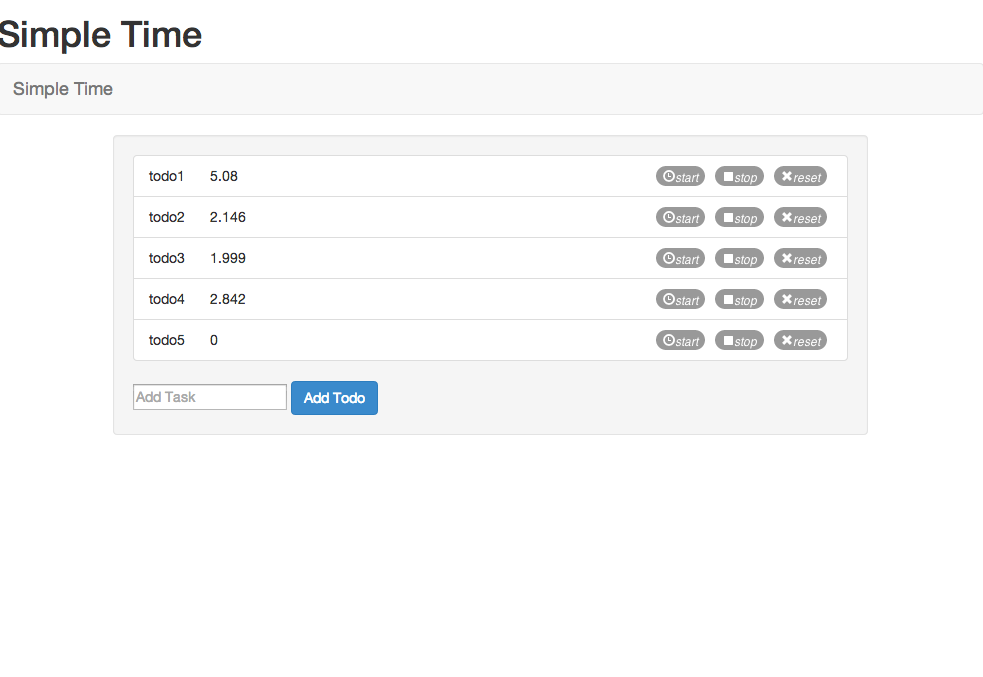 Simple Time
Simple Time
todo1 5.08 start stop reset
todo2 2.146 start stop reset
todo3 1.999 start stop reset
todo4 2.842 start stop reset
todo5 0 start stop reset
Add Task Add Todo